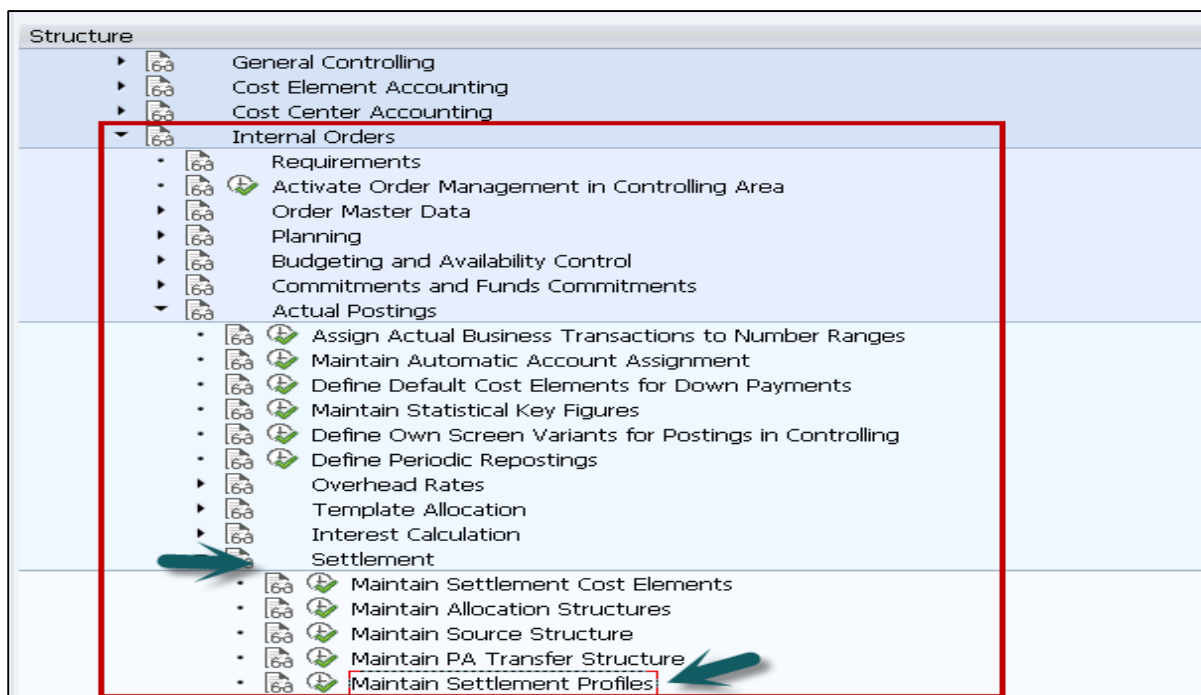 Structure
General Controlling
Cost Element Accounting
Cost Center Accounting
Internal Orders
Requirements
Activate Order Management in Controlling Area
Order Master Data
Planning
Budgeting and Availability Control
Commitments and Funds Commitments
Actual Postings
Assign Actual Business Transactions to Number Ranges
Maintain Automatic Account Assignment
Define Default Cost Elements for Down Payments
Maintain Statistical Key Figures
Define Own Screen Variants for Postings in Controlling
Define Periodic Repostings
Overhead Rates
Template Allocation
Interest Calculation
Settlement
Maintain Settlement Cost Elements
Maintain Allocation Structures
Maintain Source Structure
Maintain PA Transfer Structure
Maintain Settlement Profiles